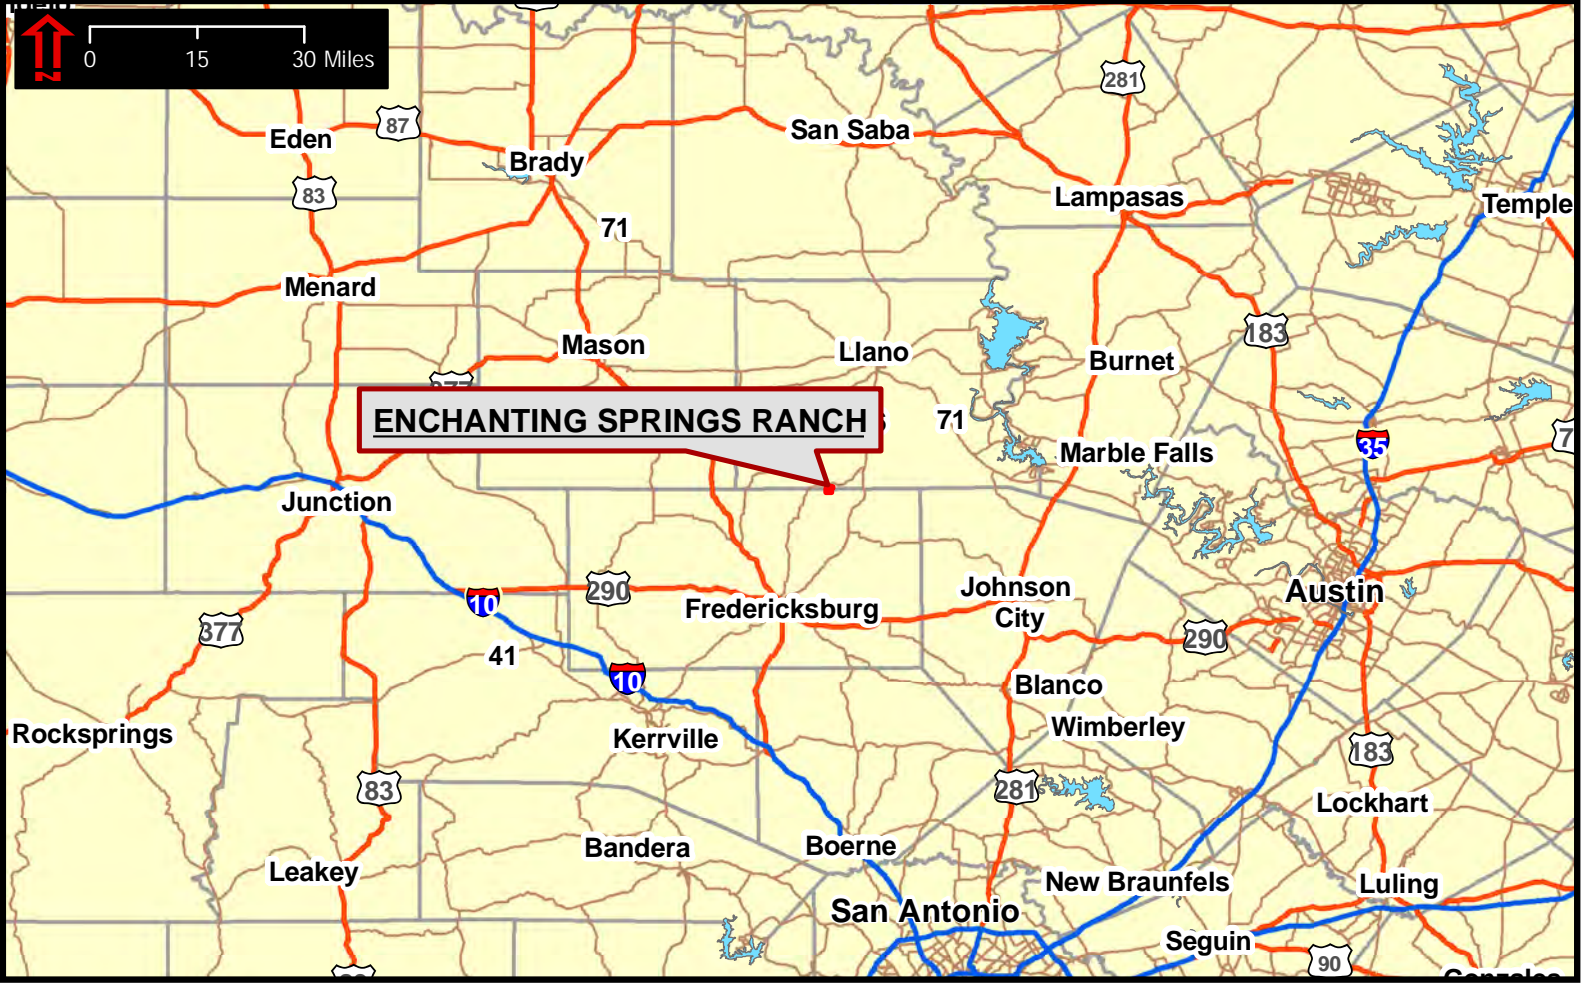 N
0 15 30 Miles
281
Eden
87
San Saba
Brady
83
Lampasas
Temple
71
Menard
183
Mason
Llano
Burnet
377
ENCHANTING SPRINGS RANCH
71
Marble Falls
35
Junction
290
Johnson
City
Austin
10
Fredericksburg
377
290
41
10
Blanco
Wimberley
Rocksprings
Kerrville
183
83
281
Lockhart
Bandera
Boerne
Leakey
New Braunfels
Luling
San Antonio
Seguin
90
Gonzales